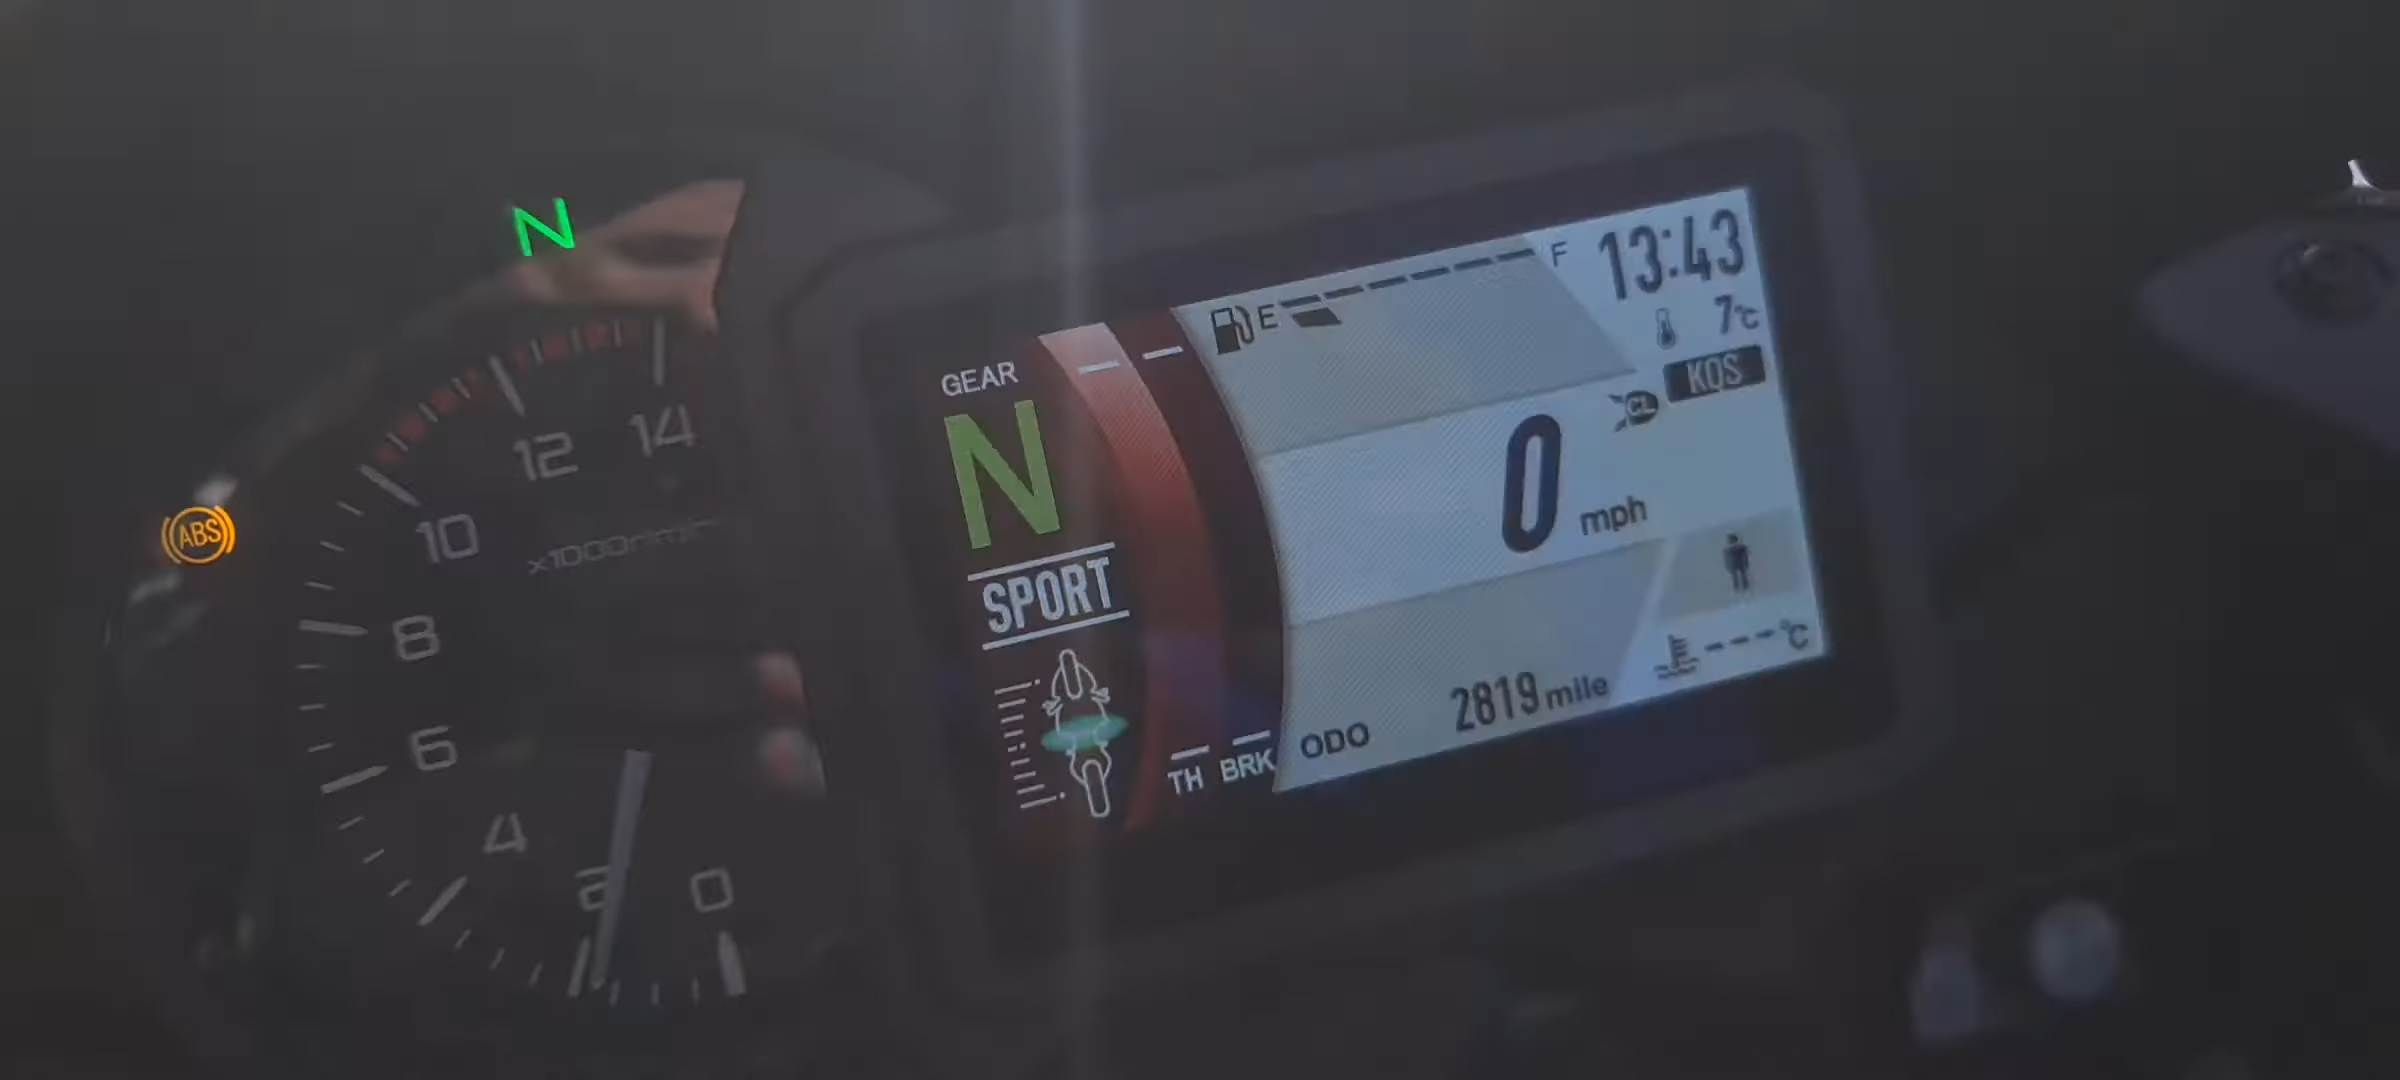 N
ABS
14
12
10
x1000r/min
8
6
4
2
0
GEAR
N
SPORT
TH BRK
E F
13:43
7°C
KQS
CL
0 mph
---°C
ODO 2819 mile